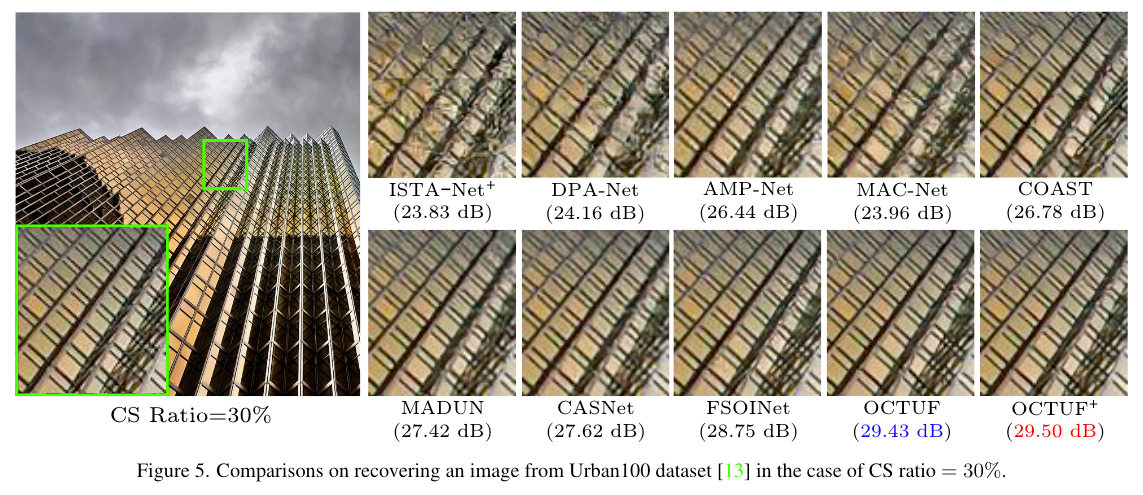 ISTA-Net+ DPA-Net AMP-Net MAC-Net COAST
(23.83 dB) (24.16 dB) (26.44 dB) (23.96 dB) (26.78 dB)
MADUN CASNet FSOINet OCTUF OCTUF+
(27.42 dB) (27.62 dB) (28.75 dB) (29.43 dB) (29.50 dB)
CS Ratio=30%
Figure 5. Comparisons on recovering an image from Urban100 dataset [13] in the case of CS ratio = 30%.